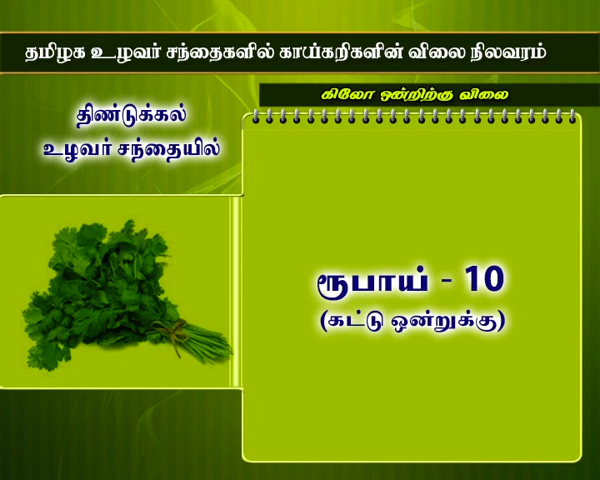 தமிழக உழவர் சந்தைகளில் காய்கறிகளின் விலை நிலவரம்
கிலோ ஒன்றிற்கு விலை
திண்டுக்கல்
உழவர் சந்தையில்
ரூபாய் - 10
(கட்டு ஒன்றுக்கு)